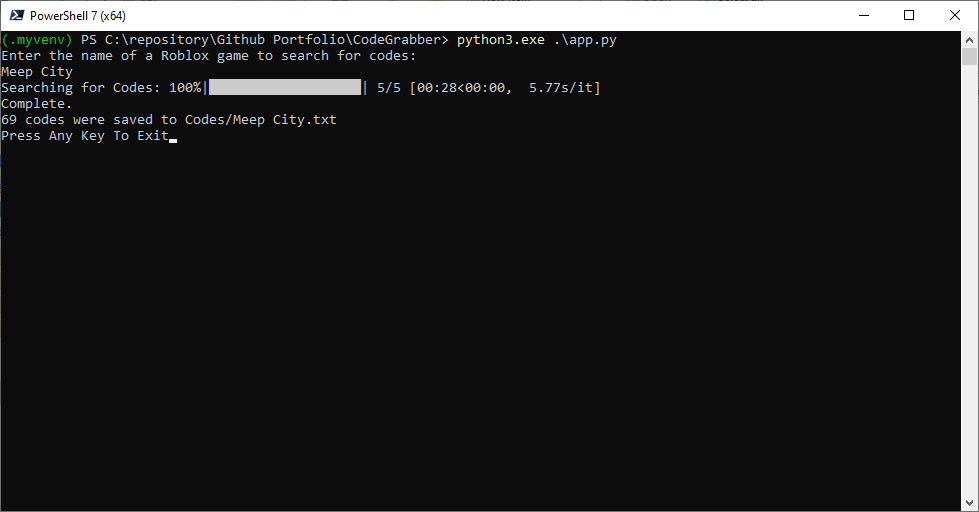 PowerShell 7 (x64)
(.myvenv) PS C:\repository\Github Portfolio\CodeGrabber> python3.exe .\app.py
Enter the name of a Roblox game to search for codes:
Meep City
Searching for Codes: 100%|███████████████████| 5/5 [00:28<00:00,  5.77s/it]
Complete.
69 codes were saved to Codes/Meep City.txt
Press Any Key To Exit